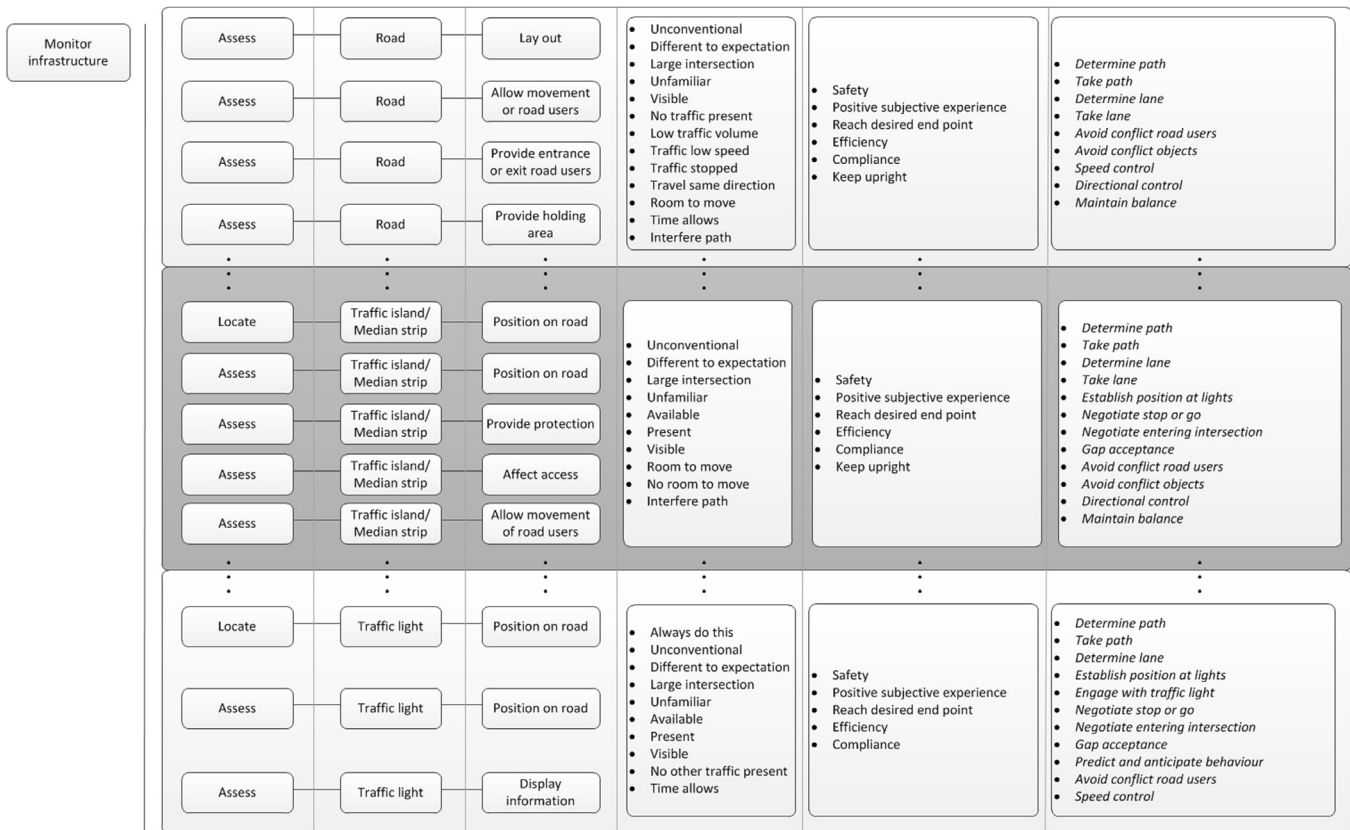 Monitor
infrastructure
Assess
Road
Lay out
Assess
Road
Allow movement
or road users
Assess
Road
Provide entrance
or exit road users
Assess
Road
Provide holding
area
• Unconventional
• Different to expectation
• Large intersection
• Unfamiliar
• Visible
• No traffic present
• Low traffic volume
• Traffic low speed
• Traffic stopped
• Travel same direction
• Room to move
• Time allows
• Interfere path
• Safety
• Positive subjective experience
• Reach desired end point
• Efficiency
• Compliance
• Keep upright
• Determine path
• Take path
• Determine lane
• Take lane
• Avoid conflict road users
• Avoid conflict objects
• Speed control
• Directional control
• Maintain balance
Locate
Traffic island/
Median strip
Position on road
Assess
Traffic island/
Median strip
Position on road
Assess
Traffic island/
Median strip
Provide protection
Assess
Traffic island/
Median strip
Affect access
Assess
Traffic island/
Median strip
Allow movement
of road users
• Unconventional
• Different to expectation
• Large intersection
• Unfamiliar
• Available
• Present
• Visible
• Room to move
• No room to move
• Interfere path
• Safety
• Positive subjective experience
• Reach desired end point
• Efficiency
• Compliance
• Keep upright
• Determine path
• Take path
• Determine lane
• Take lane
• Establish position at lights
• Negotiate stop or go
• Negotiate entering intersection
• Gap acceptance
• Avoid conflict road users
• Avoid conflict objects
• Directional control
• Maintain balance
Locate
Traffic light
Position on road
Assess
Traffic light
Position on road
Assess
Traffic light
Display
information
• Always do this
• Unconventional
• Different to expectation
• Large intersection
• Unfamiliar
• Available
• Present
• Visible
• No other traffic present
• Time allows
• Safety
• Positive subjective experience
• Reach desired end point
• Efficiency
• Compliance
• Determine path
• Take path
• Determine lane
• Establish position at lights
• Engage with traffic light
• Negotiate stop or go
• Negotiate entering intersection
• Gap acceptance
• Predict and anticipate behaviour
• Avoid conflict road users
• Speed control